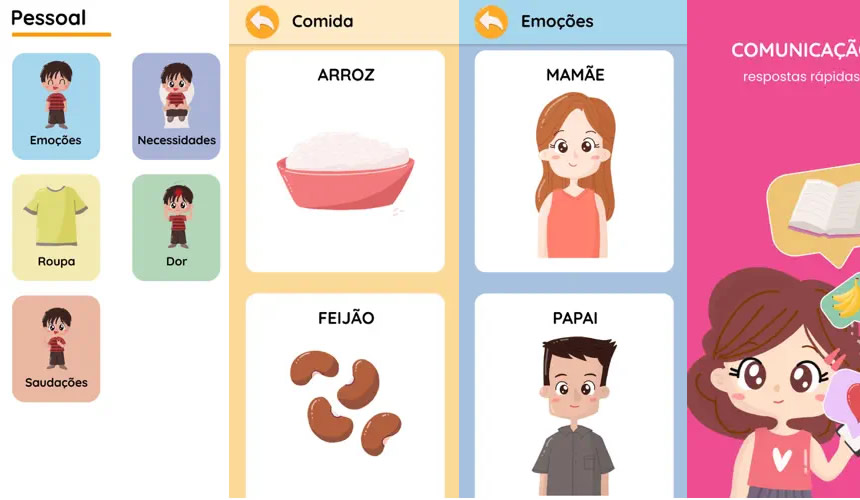 Pessoal
Emoções
Necessidades
Roupa
Dor
Saudações
Comida
ARROZ
FEIJÃO
Emoções
MAMÃE
PAPAI
COMUNICAÇÃ
respostas rápidas